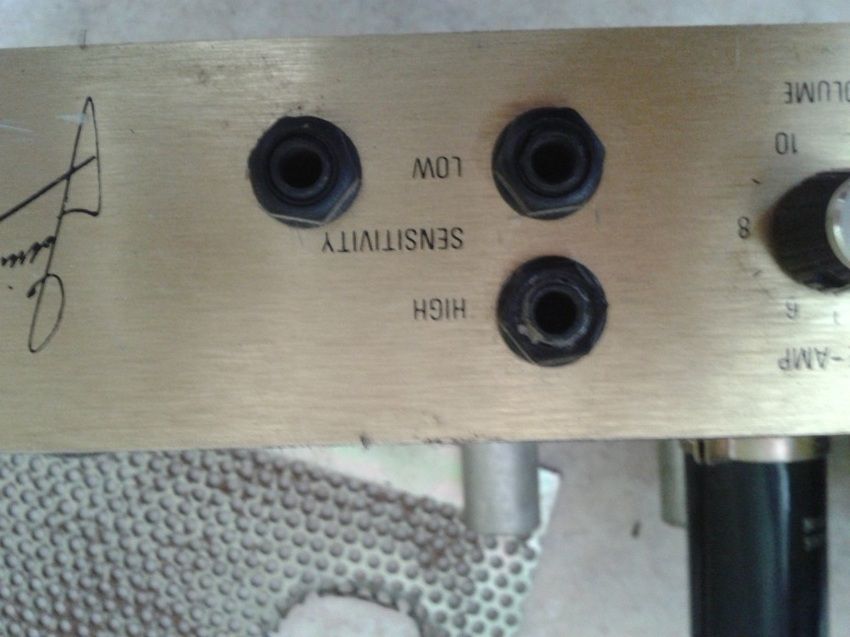 -AMP
6
8
10
OLUME
HIGH
SENSITIVITY
LOW